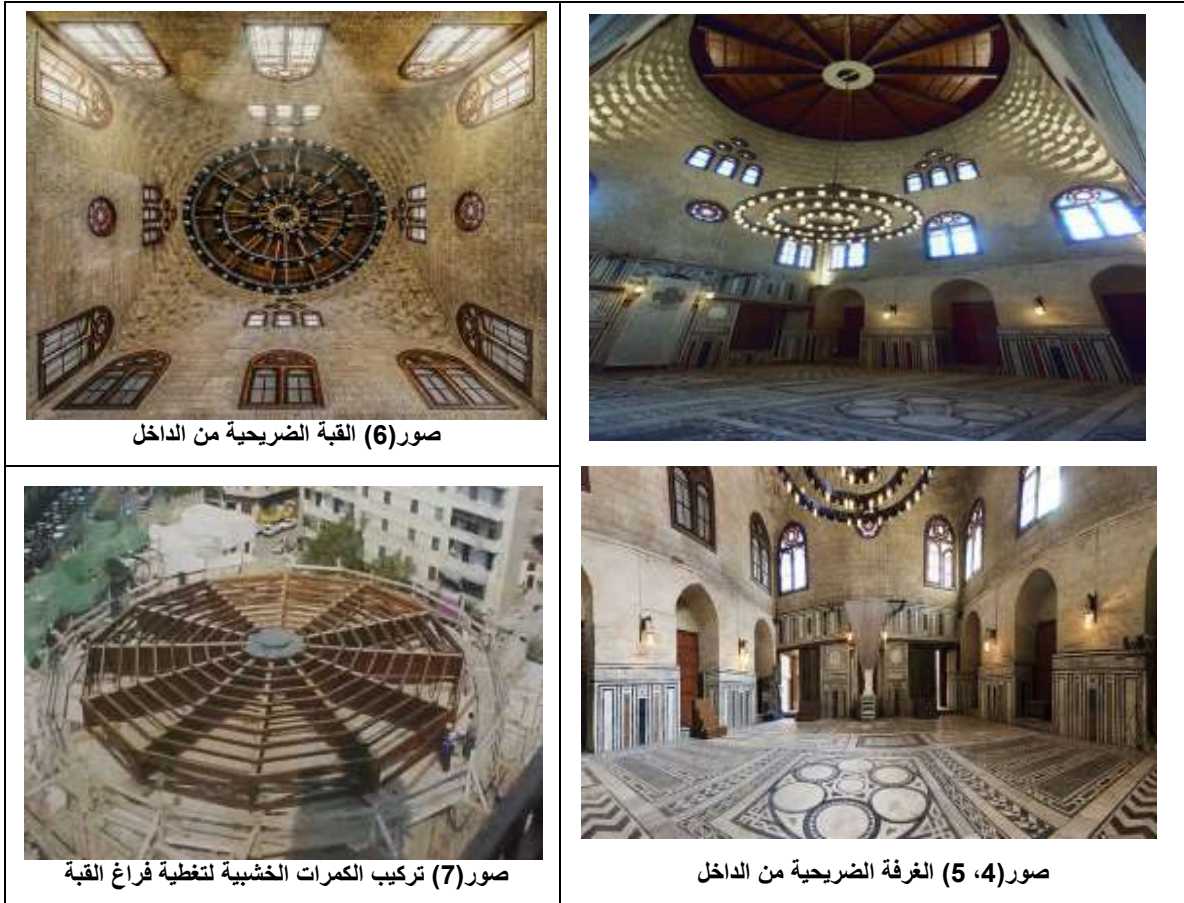 صور(6) القبة الضريحية من الداخل
صور(4، 5) الغرفة الضريحية من الداخل
صور(7) تركيب الكمرات الخشبية لتغطية فراغ القبة